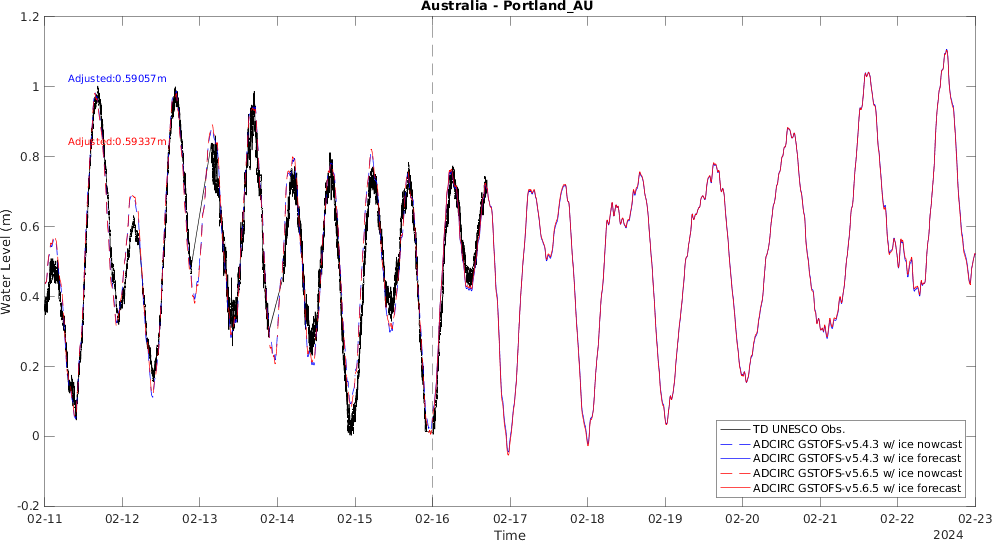 Australia - Portland_AU
1.2
1
0.8
0.6
0.4
0.2
0
-0.2
Water Level (m)
Adjusted:0.59057m
Adjusted:0.59337m
TD UNESCO Obs.
ADCIRC GSTOFS-v5.4.3 w/ ice nowcast
ADCIRC GSTOFS-v5.4.3 w/ ice forecast
ADCIRC GSTOFS-v5.6.5 w/ ice nowcast
ADCIRC GSTOFS-v5.6.5 w/ ice forecast
02-11 02-12 02-13 02-14 02-15 02-16 02-17 02-18 02-19 02-20 02-21 02-22 02-23
Time
2024